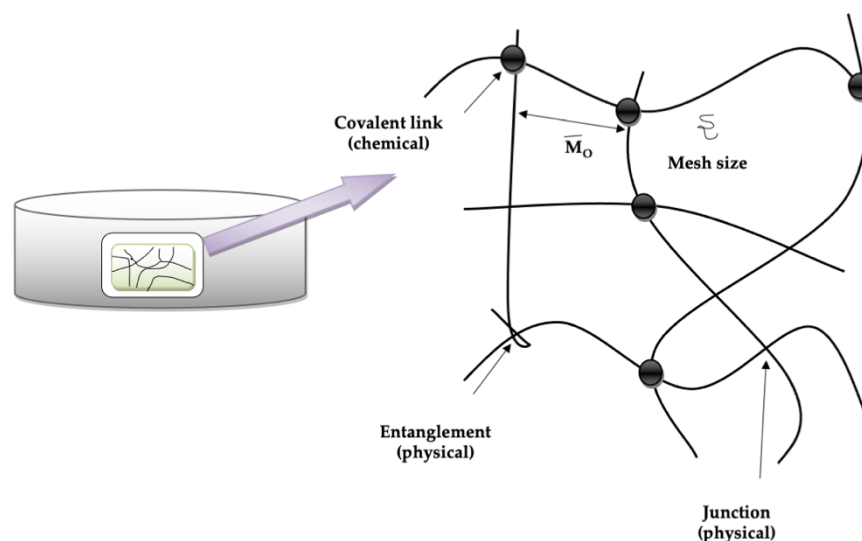 Covalent link
(chemical)
M̅ₒ
ξ
Mesh size
Entanglement
(physical)
Junction
(physical)